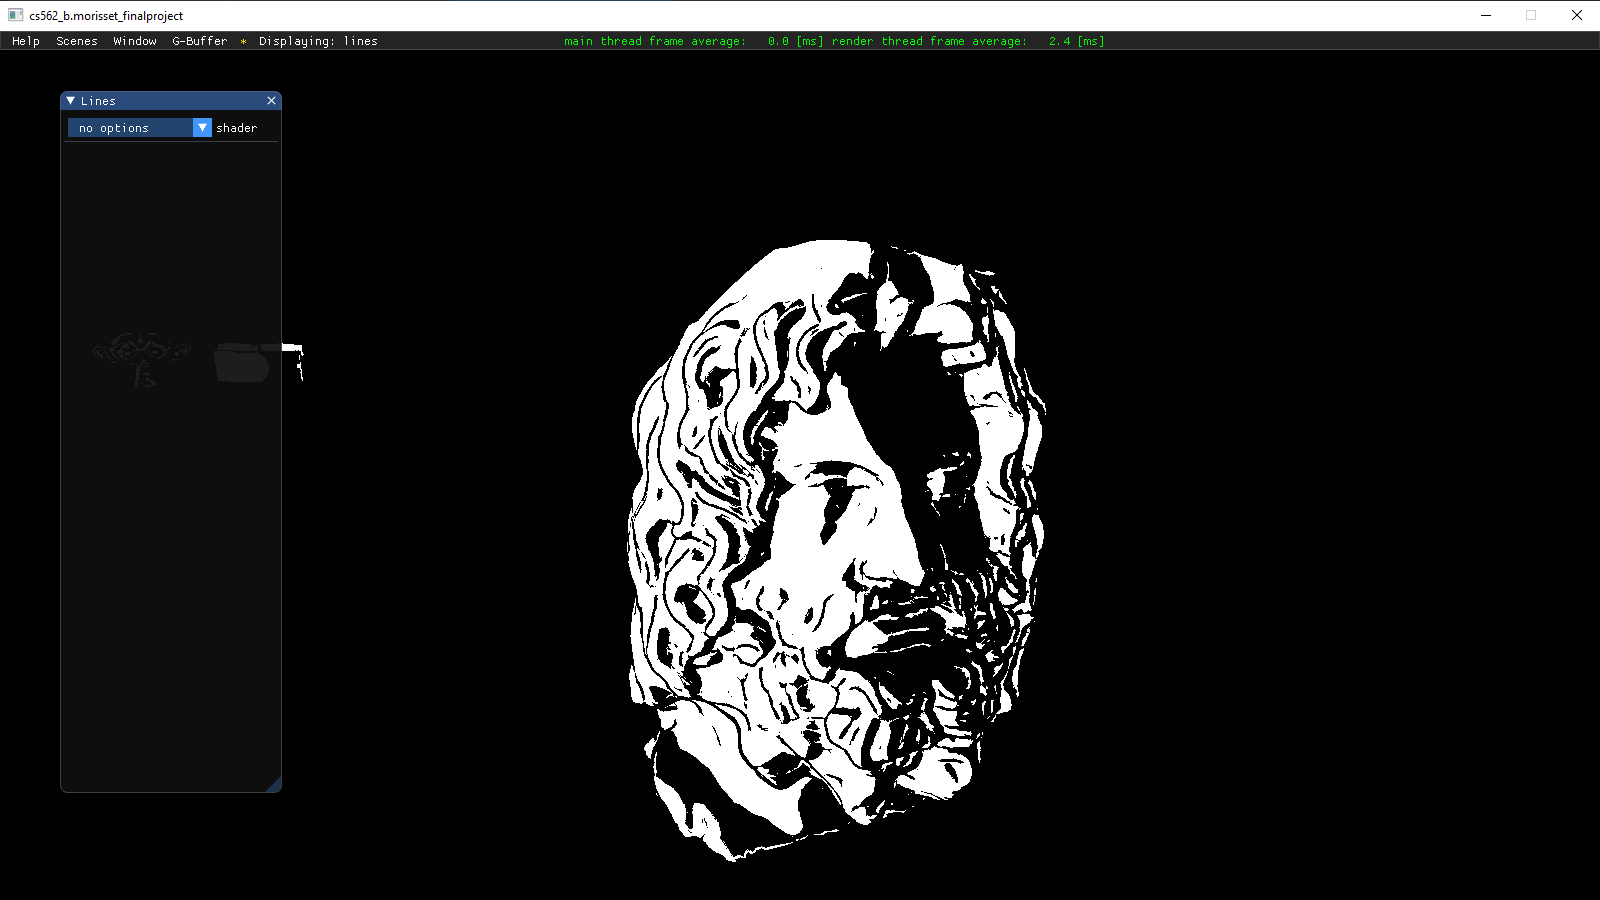 cs562_b.morisset_finalproject
Help Scenes Window G-Buffer * Displaying: lines main thread frame average: 0.0 [ms] render thread frame average: 2.4 [ms]
Lines
no options shader